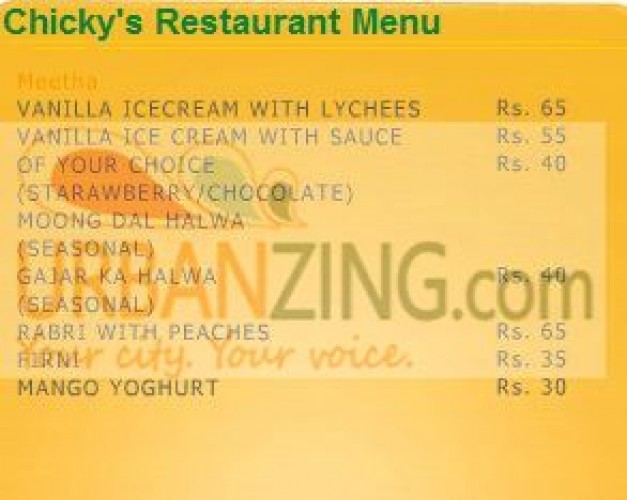 Chicky's Restaurant Menu
Meetha
VANILLA ICECREAM WITH LYCHEES Rs. 65
VANILLA ICE CREAM WITH SAUCE Rs. 55
OF YOUR CHOICE Rs. 40
(STARAWBERRY/CHOCOLATE)
MOONG DAL HALWA
(SEASONAL)
GAJAR KA HALWA Rs. 40
(SEASONAL)
RABRI WITH PEACHES Rs. 65
FIRNI Rs. 35
MANGO YOGHURT Rs. 30
URBANZING.com
Your city. Your voice.